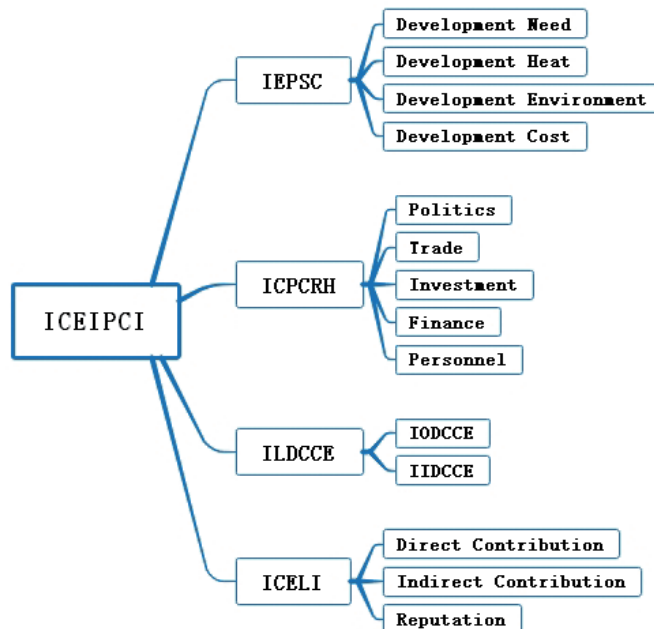 ICEIPCI
IEPSC
Development Need
Development Heat
Development Environment
Development Cost
ICPCRH
Politics
Trade
Investment
Finance
Personnel
ILDCCE
IODCCE
IIDCCE
ICELI
Direct Contribution
Indirect Contribution
Reputation